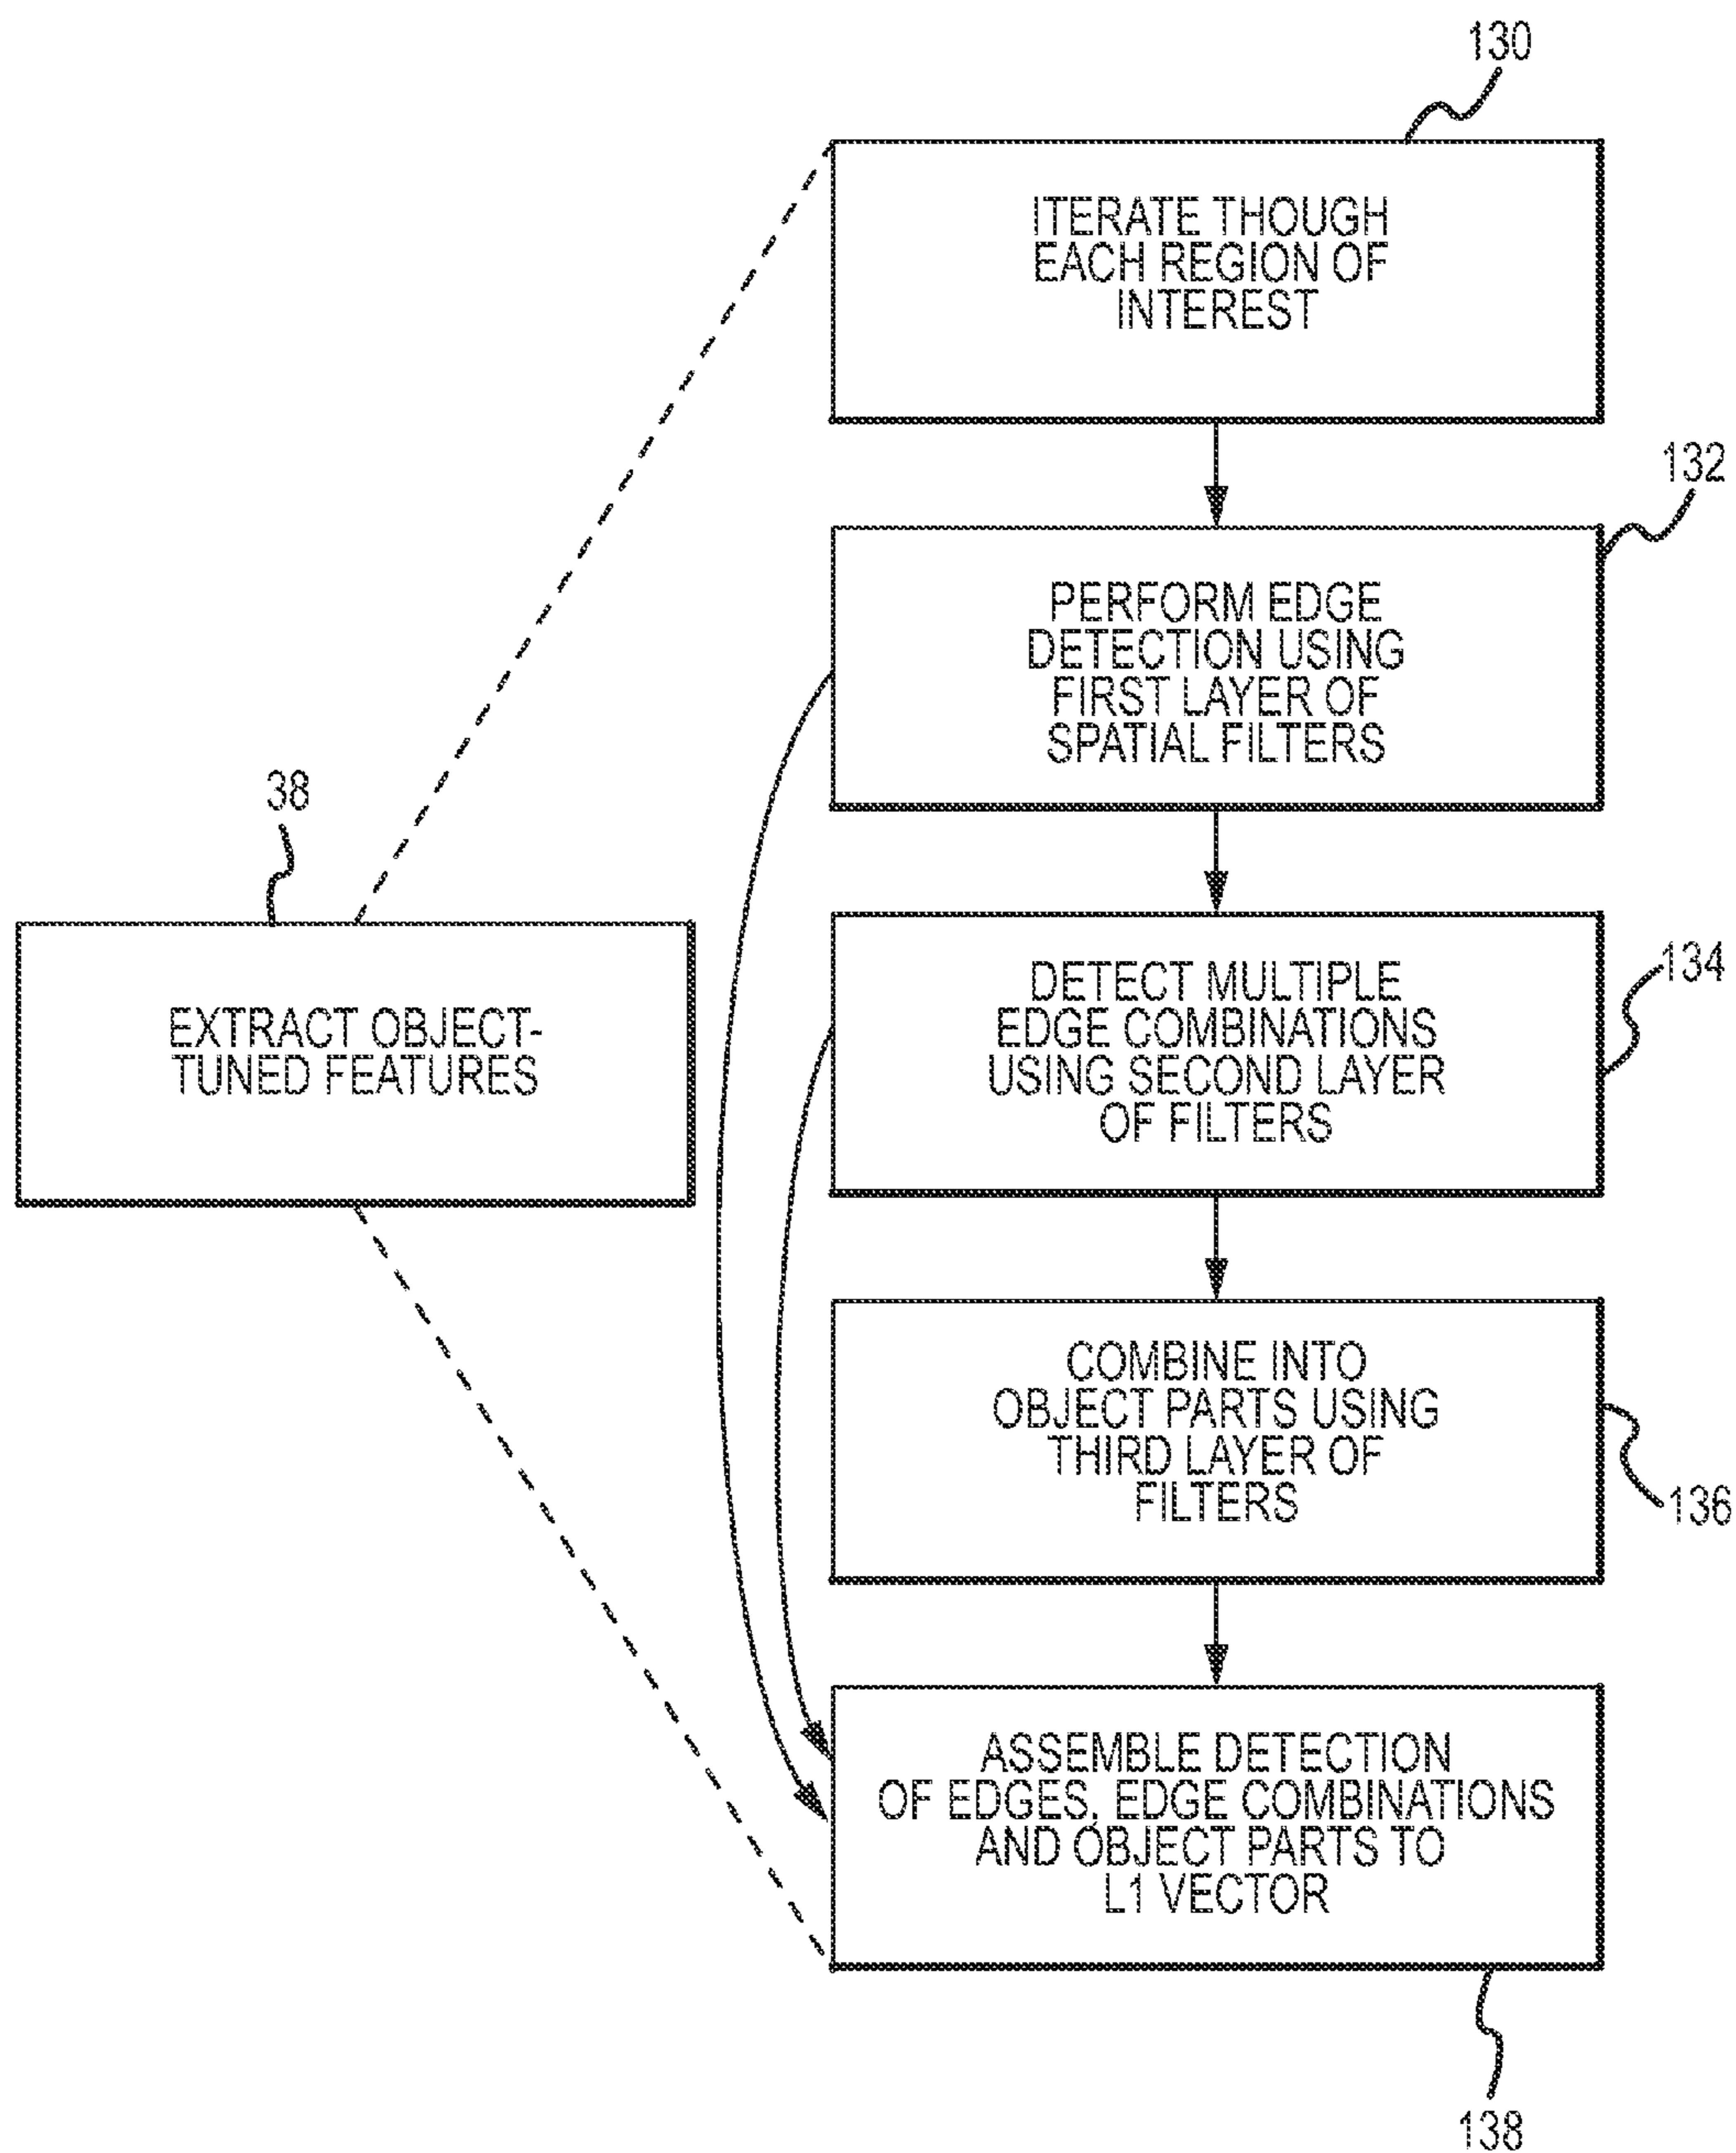 130
ITERATE THOUGH
EACH REGION OF
INTEREST
132
PERFORM EDGE
DETECTION USING
FIRST LAYER OF
SPATIAL FILTERS
38
EXTRACT OBJECT-
TUNED FEATURES
134
DETECT MULTIPLE
EDGE COMBINATIONS
USING SECOND LAYER
OF FILTERS
COMBINE INTO
OBJECT PARTS USING
THIRD LAYER OF
FILTERS
136
ASSEMBLE DETECTION
OF EDGES, EDGE COMBINATIONS
AND OBJECT PARTS TO
L1 VECTOR
138